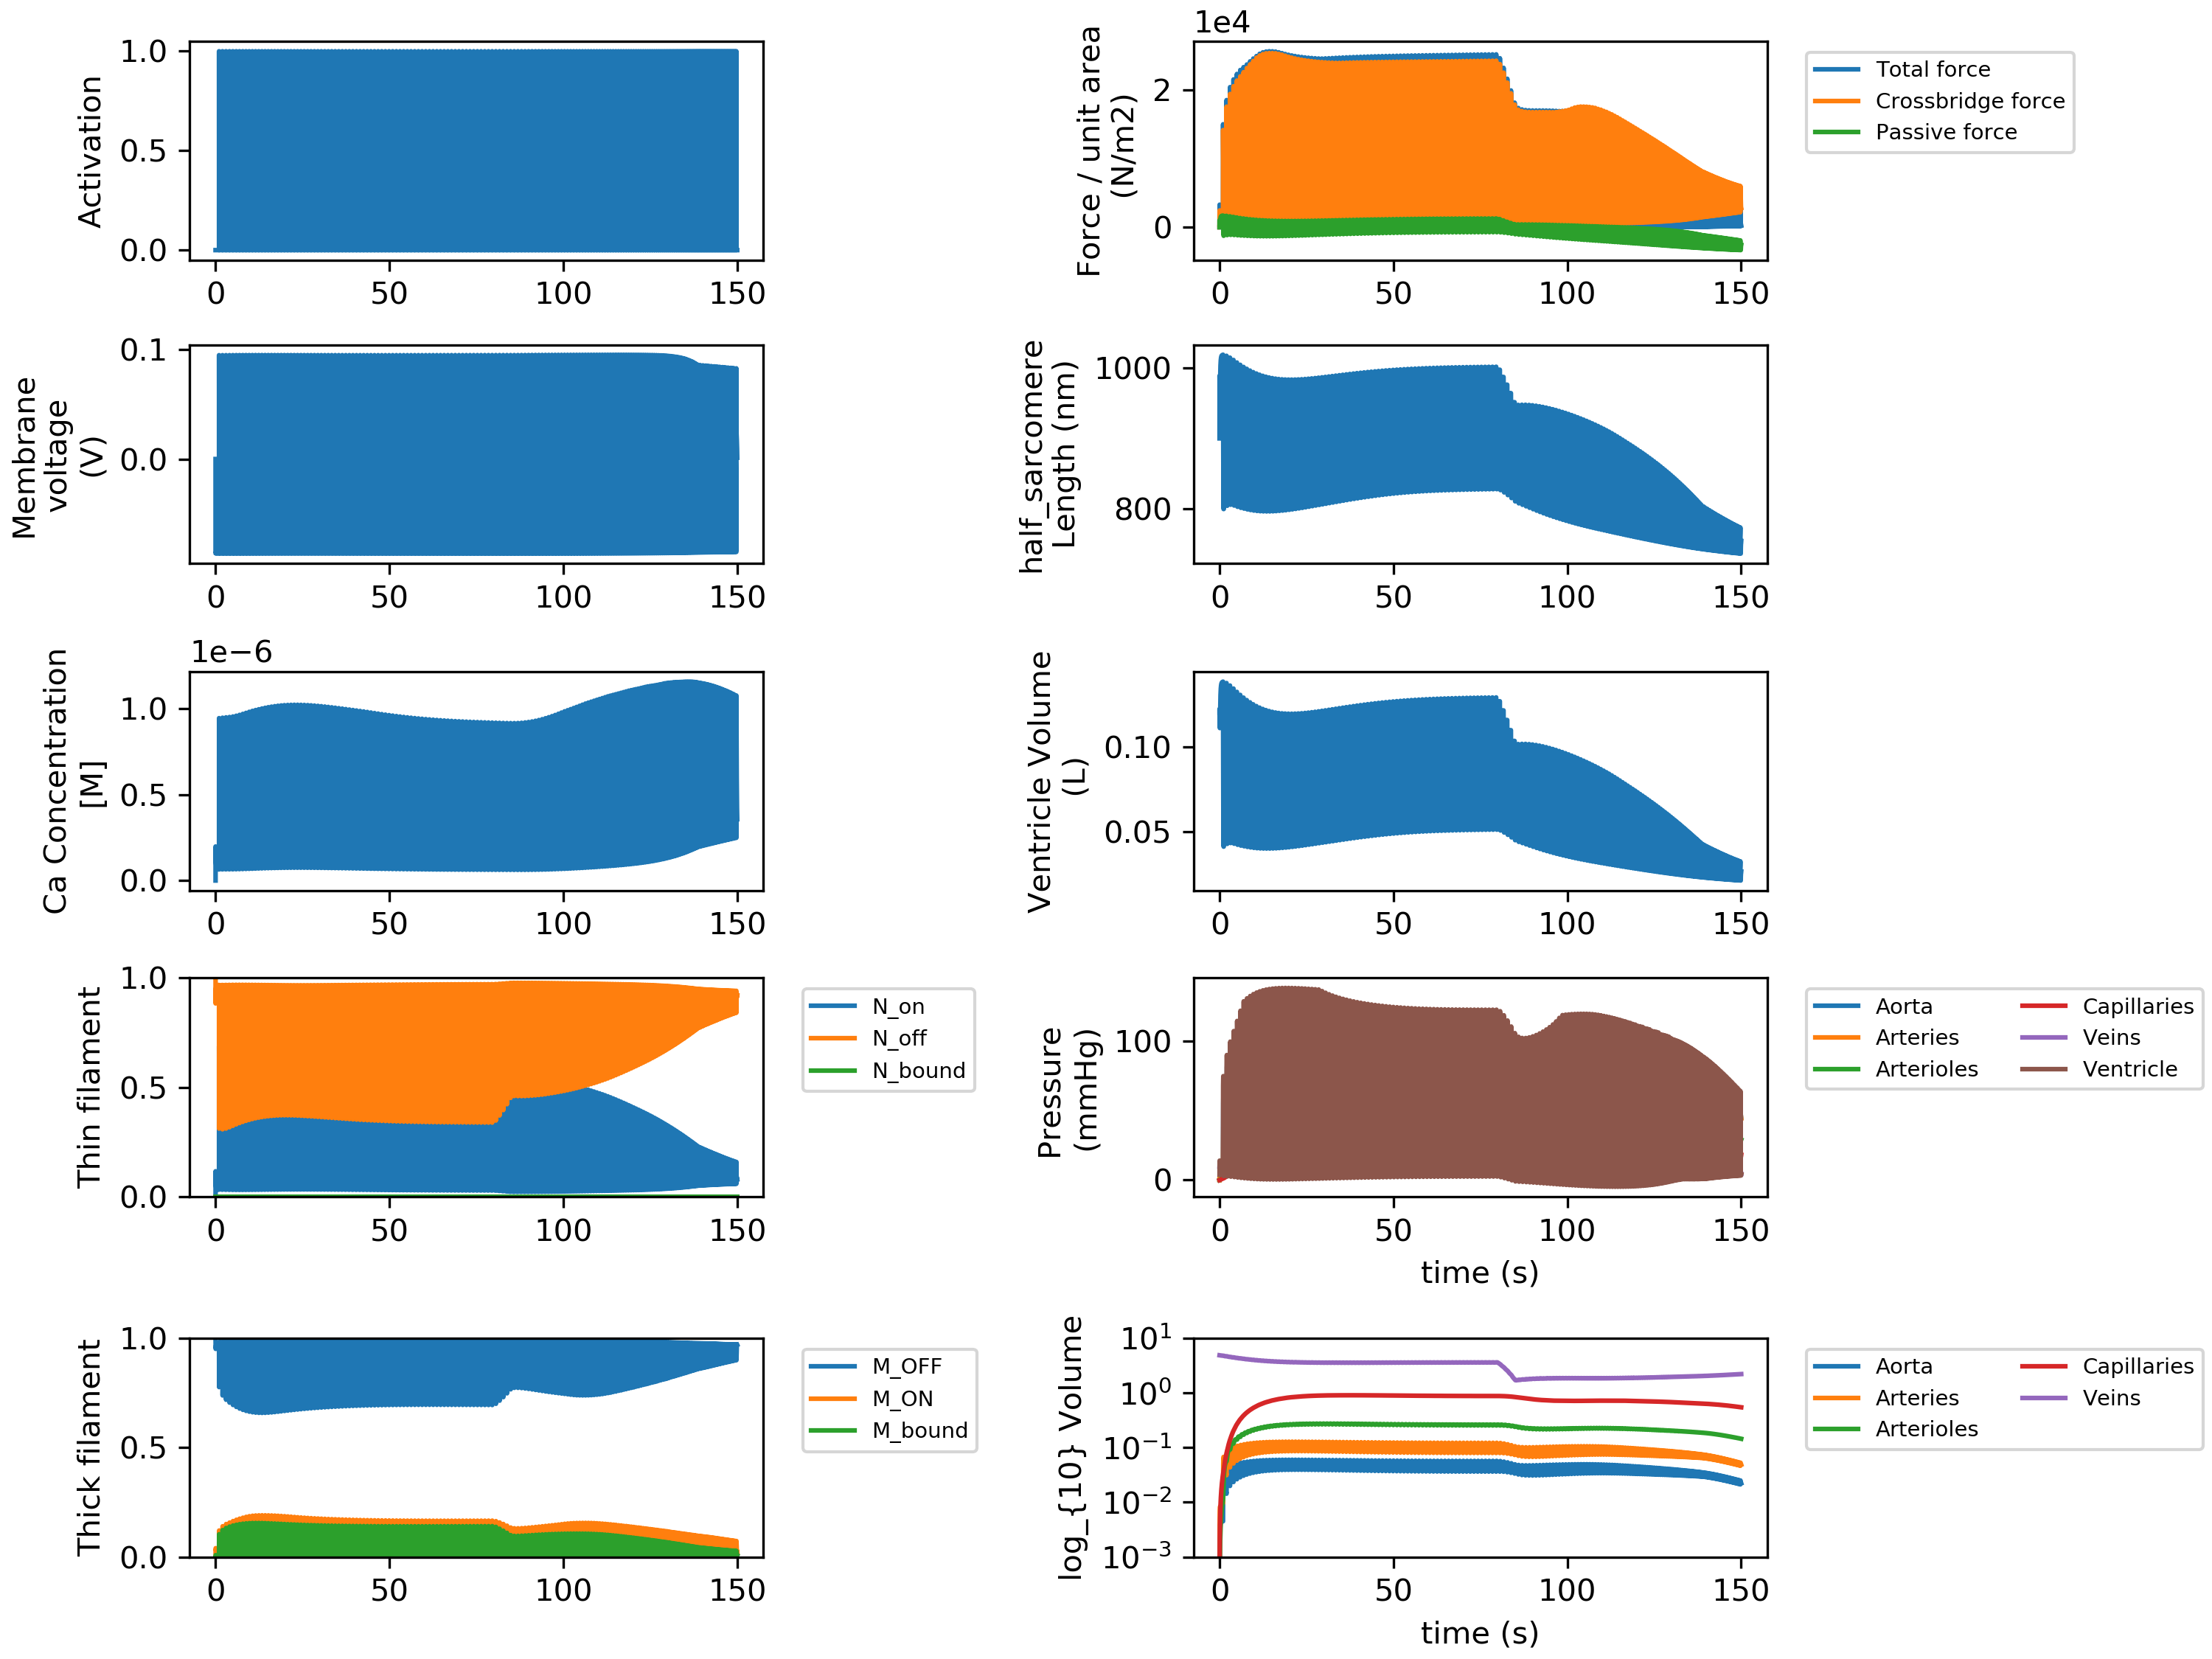 Activation
1.0
0.5
0.0
0 50 100 150
1e4
Force / unit area
(N/m2)
2
0
0 50 100 150
Total force
Crossbridge force
Passive force
Membrane
voltage
(V)
0.1
0.0
0 50 100 150
half_sarcomere
Length (nm)
1000
800
0 50 100 150
1e−6
Ca Concentration
[M]
1.0
0.5
0.0
0 50 100 150
Ventricle Volume
(L)
0.10
0.05
0 50 100 150
Thin filament
1.0
0.5
0.0
0 50 100 150
N_on
N_off
N_bound
Pressure
(mmHg)
100
0
0 50 100 150
time (s)
Aorta Capillaries
Arteries Veins
Arterioles Ventricle
Thick filament
1.0
0.5
0.0
0 50 100 150
M_OFF
M_ON
M_bound
log_{10} Volume
10^1
10^0
10^−1
10^−2
10^−3
0 50 100 150
time (s)
Aorta Capillaries
Arteries Veins
Arterioles